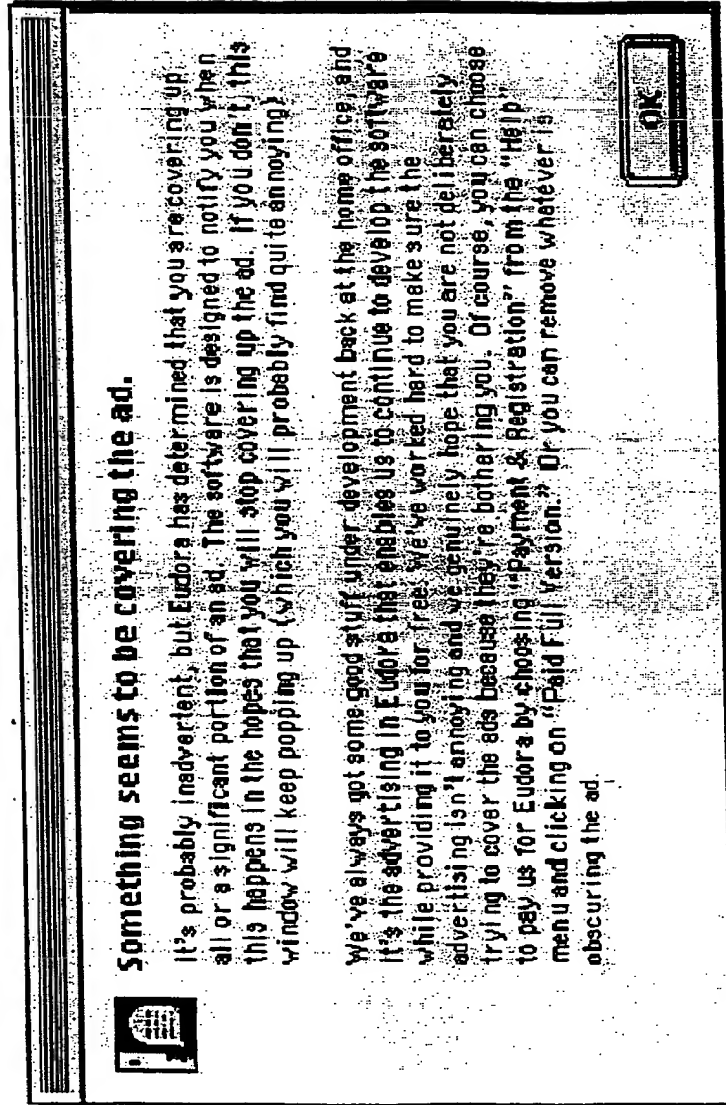 Something seems to be covering the ad.
It's probably inadvertent, but Eudora has determined that you are covering up
all or a significant portion of an ad. The software is designed to notify you when
this happens in the hopes that you will stop covering up the ad. If you don't, this
window will keep popping up (which you will probably find quite annoying)
We've always got some good stuff under development back at the home office, and
it's the advertising in Eudora that enables us to continue to develop the software
while providing it to you for free. We've worked hard to make sure the
advertising isn't annoying and we genuinely hope that you are not deliberately
trying to cover the ads because they're bothering you. Of course, you can choose
to pay us for Eudora by choosing "Payment & Registration" from the "Help"
menu and clicking on "Paid Full Version." Or you can remove whatever is
obscuring the ad.
OK